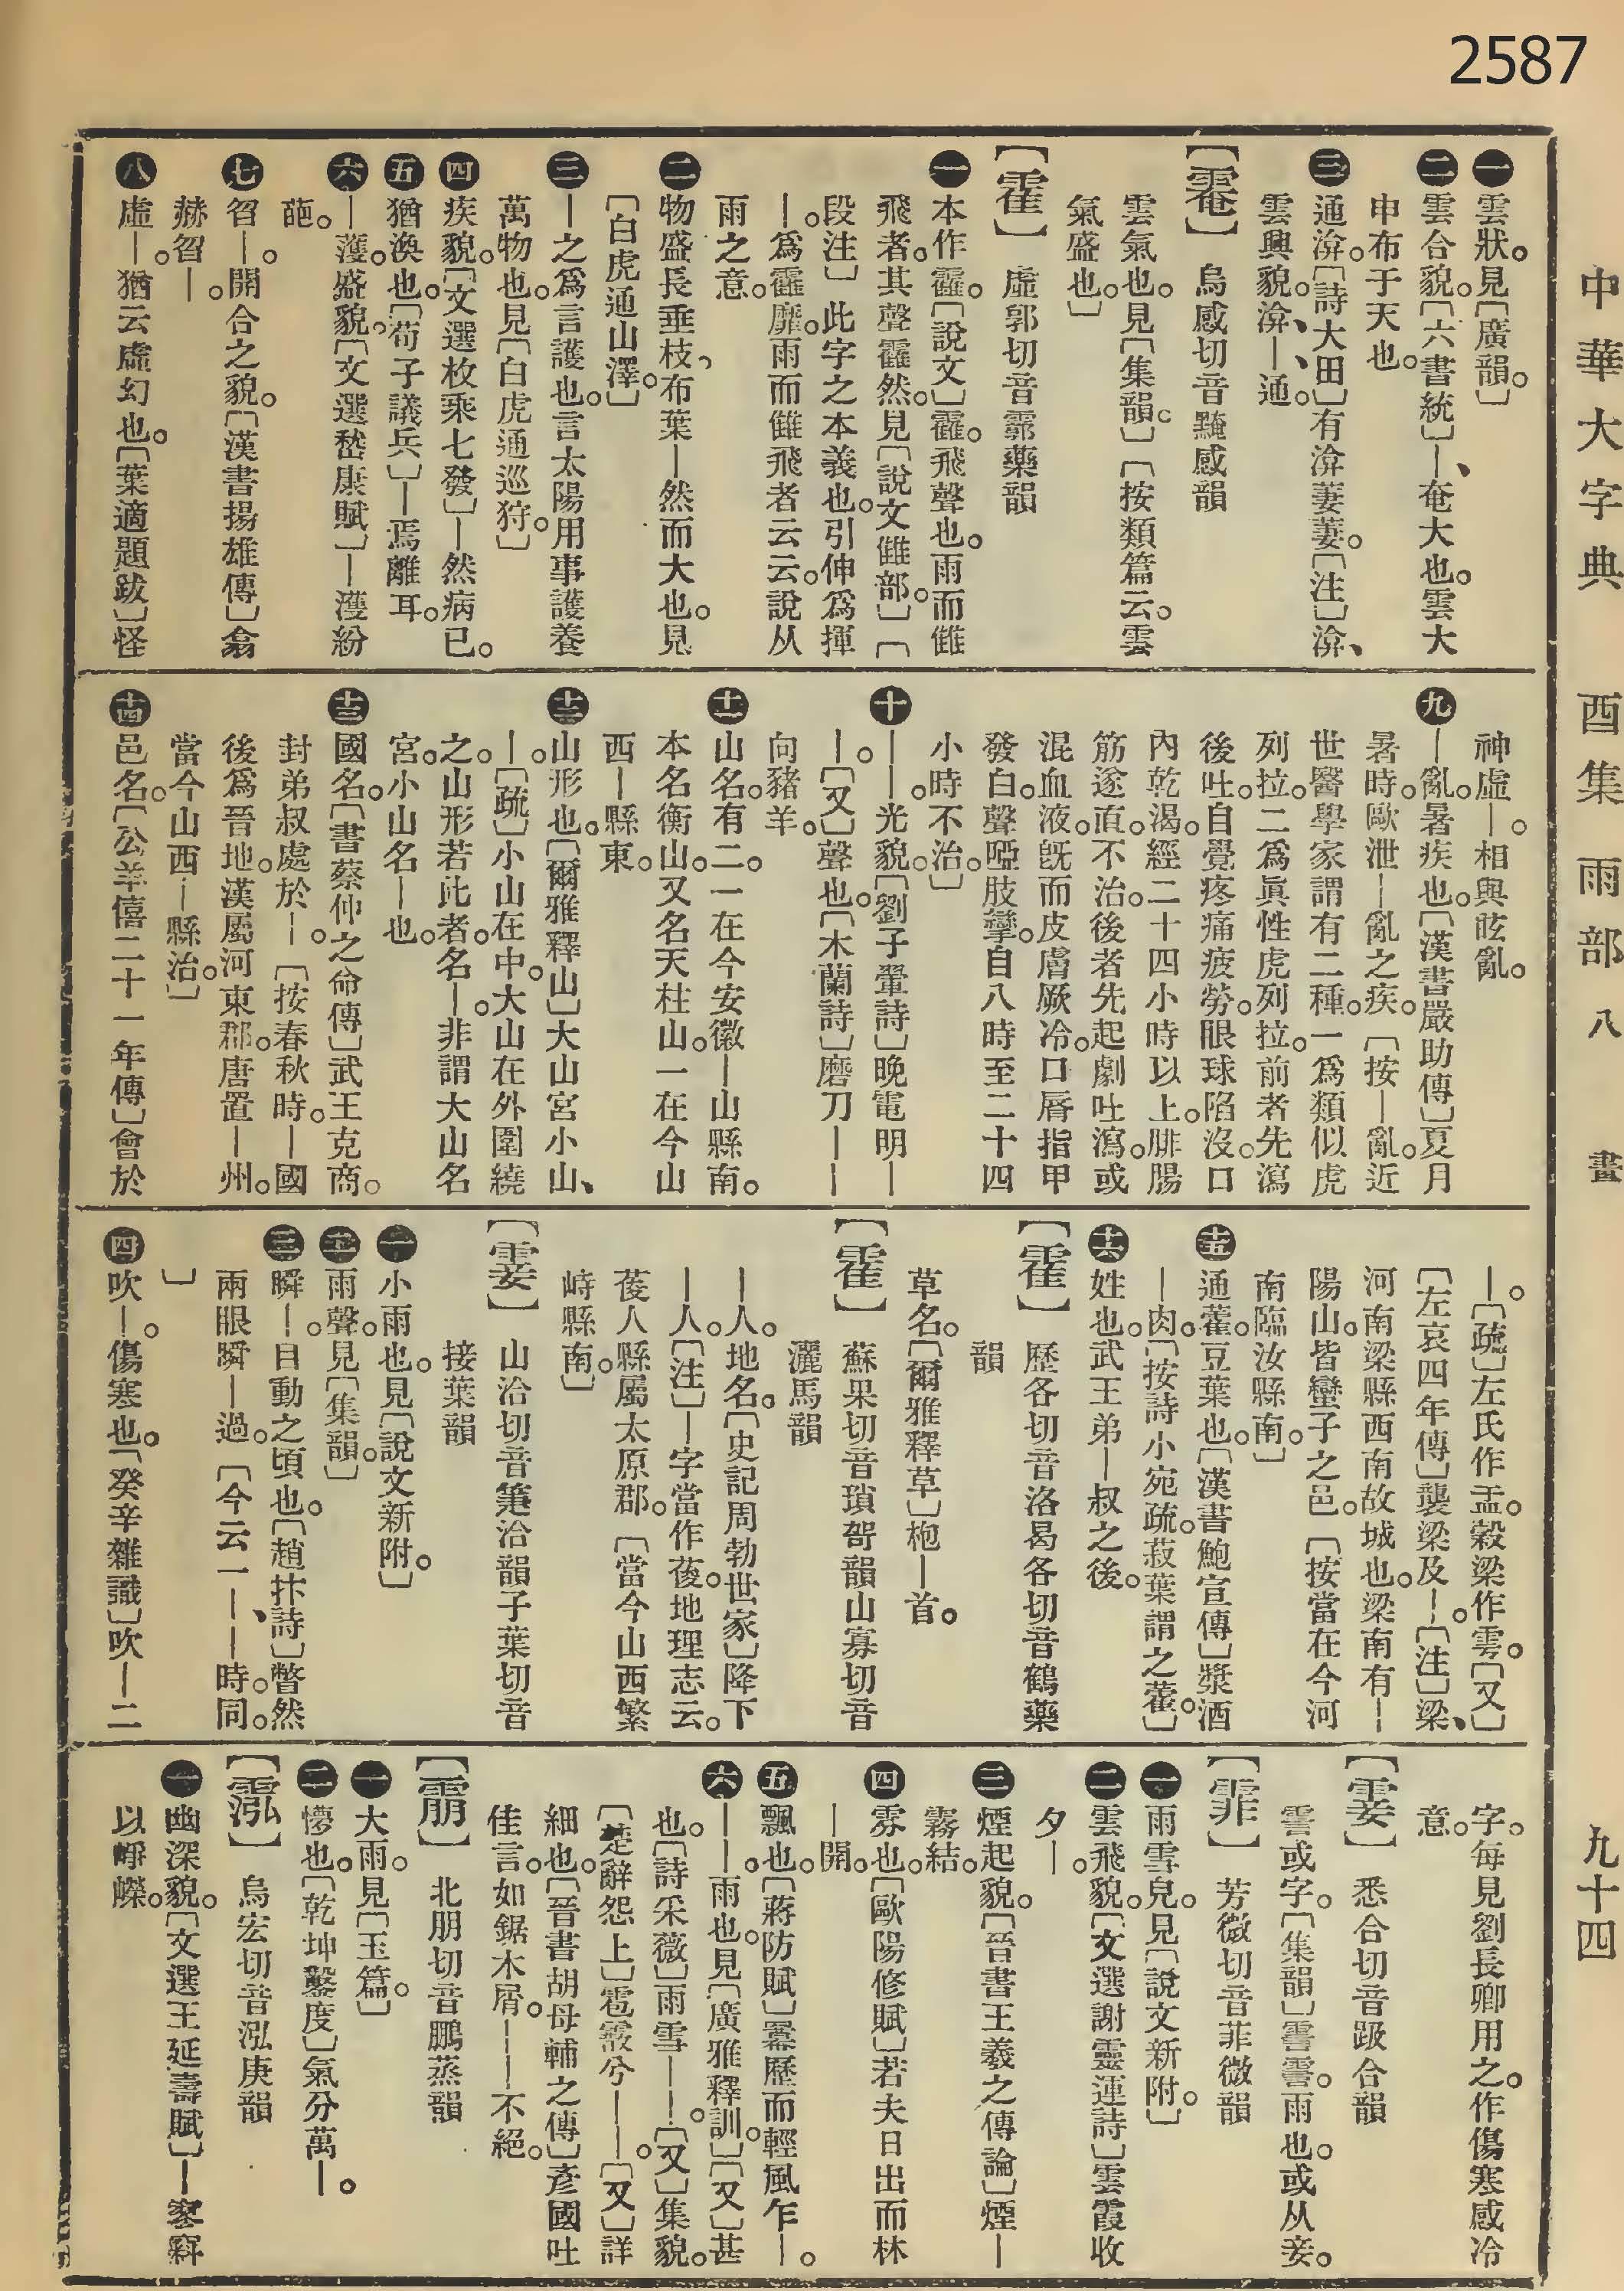 2587
中華大字典 酉集 雨部 八畫 九十四
㊀雲狀。見〔廣韻。〕
㊁雲合貌。〔六書統〕—、奄大也。雲大
申布于天也。
㊂通渰。〔詩大田〕有渰萋萋。〔注〕渰、
雲興貌。渰、—、通。
〔䨄〕 烏感切音黤感韻
雲氣也。見〔集韻。〕〔按類篇云。雲
氣盛也。〕
〔霍〕 虛郭切音霩藥韻
㊀本作靃。〔說文〕靃。飛聲也。雨而雔
飛者。其聲靃然。見〔說文雔部。〕〔
段注〕此字之本義也。引伸爲揮
—。爲靃靡。雨而雔飛者云云。說从
雨之意。
㊁物盛長垂枝、布葉—然而大也。見
〔白虎通山澤。〕
㊂—之爲言護也。言太陽用事護養
萬物也。見〔白虎通巡狩。〕
㊃疾貌。〔文選枚乘七發〕—然病已。
㊄猶渙也。〔荀子議兵〕—焉離耳。
㊅—濩。盛貌。〔文選嵇康賦〕—濩紛
葩。
㊆㕧—。開合之貌。〔漢書揚雄傳〕翕
赫㕧—。
㊇虛—。猶云虛幻也。〔葉適題跋〕怪
神虛—。相與眩亂。
㊈—亂。暑疾也。〔漢書嚴助傳〕夏月
暑時。歐泄—亂之疾。〔按—亂。近
世醫學家謂有二種。一爲類似虎
列拉。二爲眞性虎列拉。前者先瀉
後吐。自覺疼痛疲勞。眼球陷沒。口
內乾渴。經二十四小時以上。腓腸
筋遂直。不治。後者先起劇吐瀉。或
混血液。旣而皮膚厥冷。口脣指甲
發白。聲啞肢攣。自八時至二十四
小時不治。〕
㊉——。光貌。〔劉子翬詩〕晚電明—
—。〔又〕聲也。〔木蘭詩〕磨刀——
向豬羊。
十一山名。有二。一在今安徽—山縣南。
本名衡山。又名天柱山。一在今山
西—縣東。
十二山形也。〔爾雅釋山〕大山宮小山、
—。〔疏〕小山在中。大山在外圍繞
之。山形若此者。名—。非謂大山名
宮。小山名—也。
十三國名。〔書蔡仲之命傳〕武王克商。
封弟叔處於—。〔按春秋時。—國
後爲晉地。漢屬河東郡。唐置—州。
當今山西—縣治。〕
十四邑名。〔公羊僖二十一年傳〕會於
—。〔疏〕左氏作盂。穀梁作雩。〔又〕
〔左哀四年傳〕襲梁及—。〔注〕梁、
河南梁縣西南故城也。梁南有—
陽山。皆蠻子之邑。〔按當在今河
南臨汝縣南。〕
十五通藿。豆葉也。〔漢書鮑宣傳〕漿酒
—肉。〔按詩小宛疏。菽葉謂之藿。〕
十六姓也。武王弟—叔之後。
〔霍〕 歷各切音洛曷各切音鶴藥
韻
草名。〔爾雅釋草〕枹—首。
〔霍〕 蘇果切音瑣哿韻山寡切音
灑馬韻
—人。地名。〔史記周勃世家〕降下
—人。〔注〕—字當作葰。地理志云。
葰人縣屬太原郡。〔當今山西繁
峙縣南。〕
〔霎〕 山洽切音箑洽韻子葉切音
接葉韻
㊀小雨也。見〔說文新附。〕
㊁雨聲。見〔集韻。〕
㊂瞬—。目動之頃也。〔趙抃詩〕瞥然
兩眼瞬—過。〔今云一—、—時。同。
〕
㊃吹—。傷寒也。〔癸辛雜識〕吹—二
字。每見劉長卿用之。作傷寒感冷
意。
〔霎〕 悉合切音趿合韻
霅或字。〔集韻〕霅霅。雨也。或从妾。
〔霏〕 芳微切音菲微韻
㊀雨雪皃。見〔說文新附。〕
㊁雲飛貌。〔文選謝靈運詩〕雲霞收
夕—。
㊂煙起貌。〔晉書王羲之傳論〕煙—
霧結。
㊃雰也。〔歐陽修賦〕若夫日出而林
—開。
㊄飄也。〔蔣防賦〕羃歷而輕風乍—。
㊅——。雨也。見〔廣雅釋訓。〕〔又〕甚
也。〔詩采薇〕雨雪——。〔又〕集貌。
〔楚辭怨上〕雹霰兮——。〔又〕詳
細也。〔晉書胡母輔之傳〕彥國吐
佳言。如鋸木屑。——不絕。
〔䨜〕 北朋切音鵬蒸韻
㊀大雨。見〔玉篇。〕
㊁懜也。〔乾坤鑿度〕氣分萬—。
〔䨎〕 烏宏切音泓庚韻
㊀幽深貌。〔文選王延壽賦〕—寥窲
以崢嶸。